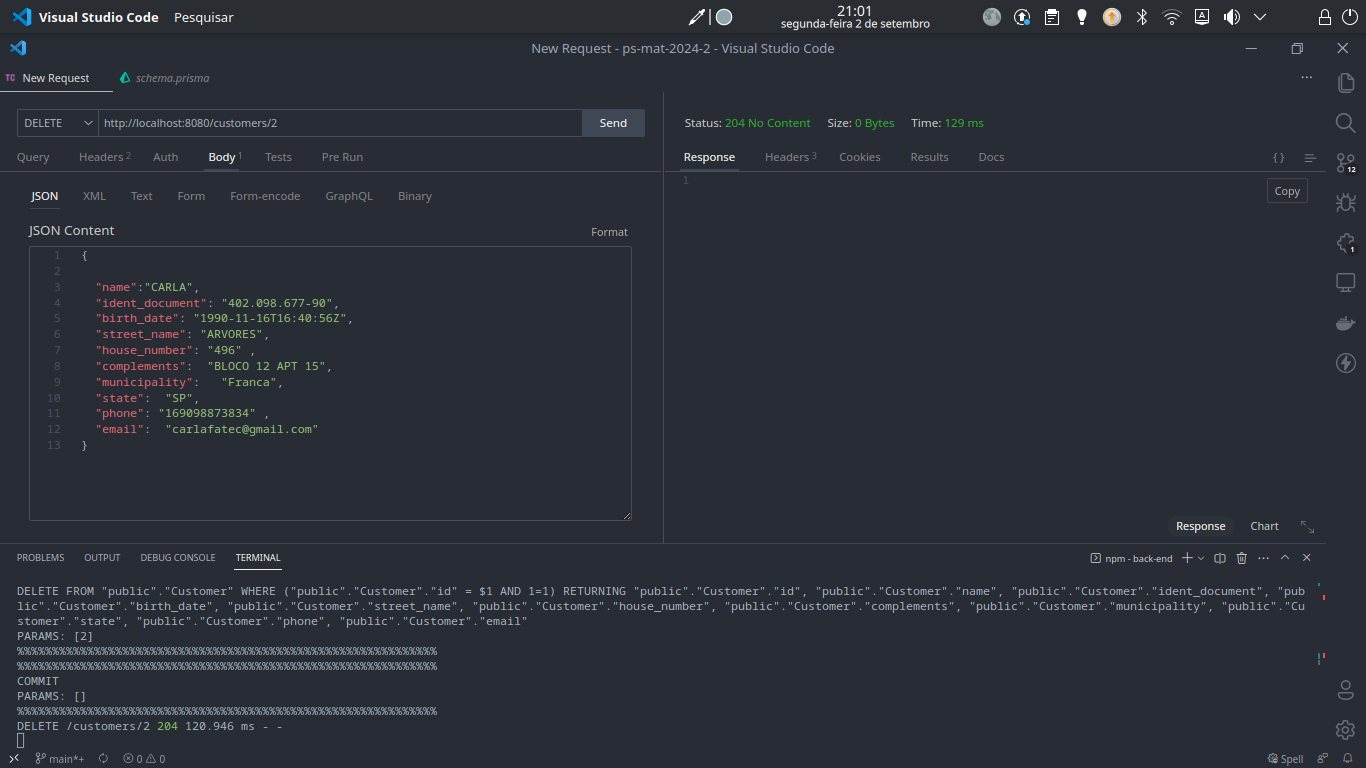 Visual Studio Code Pesquisar
21:01
segunda-feira 2 de setembro
New Request - ps-mat-2024-2 - Visual Studio Code
TC New Request schema.prisma
DELETE http://localhost:8080/customers/2 Send
Query Headers 2 Auth Body 1 Tests Pre Run
JSON XML Text Form Form-encode GraphQL Binary
JSON Content Format
1 {
2
3 "name":"CARLA",
4 "ident_document": "402.098.677-90",
5 "birth_date": "1990-11-16T16:40:56Z",
6 "street_name": "ARVORES",
7 "house_number": "496" ,
8 "complements":  "BLOCO 12 APT 15",
9 "municipality":   "Franca",
10 "state":  "SP",
11 "phone": "169098873834" ,
12 "email":  "carlafatec@gmail.com"
13 }
Status: 204 No Content Size: 0 Bytes Time: 129 ms
Response Headers 3 Cookies Results Docs {}
1
Copy
Response Chart
12
1
PROBLEMS OUTPUT DEBUG CONSOLE TERMINAL npm - back-end
DELETE FROM "public"."Customer" WHERE ("public"."Customer"."id" = $1 AND 1=1) RETURNING "public"."Customer"."id", "public"."Customer"."name", "public"."Customer"."ident_document", "pub
lic"."Customer"."birth_date", "public"."Customer"."street_name", "public"."Customer"."house_number", "public"."Customer"."complements", "public"."Customer"."municipality", "public"."Cu
stomer"."state", "public"."Customer"."phone", "public"."Customer"."email"
PARAMS: [2]
%%%%%%%%%%%%%%%%%%%%%%%%%%%%%%%%%%%%%%%%%%%%%%%%%%%%%%%%%%%%
%%%%%%%%%%%%%%%%%%%%%%%%%%%%%%%%%%%%%%%%%%%%%%%%%%%%%%%%%%%%
COMMIT
PARAMS: []
%%%%%%%%%%%%%%%%%%%%%%%%%%%%%%%%%%%%%%%%%%%%%%%%%%%%%%%%%%%%
DELETE /customers/2 204 120.946 ms - -
main*+ 0 0 Spell